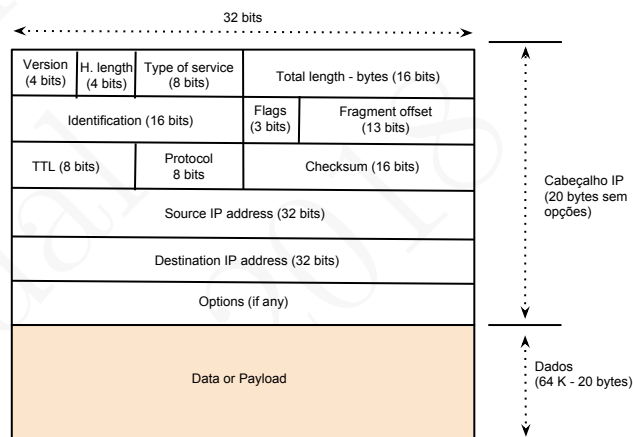 32 bits
Version
(4 bits)
H. length
(4 bits)
Type of service
(8 bits)
Total length - bytes (16 bits)
Identification (16 bits)
Flags
(3 bits)
Fragment offset
(13 bits)
TTL (8 bits)
Protocol
8 bits
Checksum (16 bits)
Source IP address (32 bits)
Destination IP address (32 bits)
Options (if any)
Data or Payload
Cabeçalho IP
(20 bytes sem
opções)
Dados
(64 K - 20 bytes)
2018